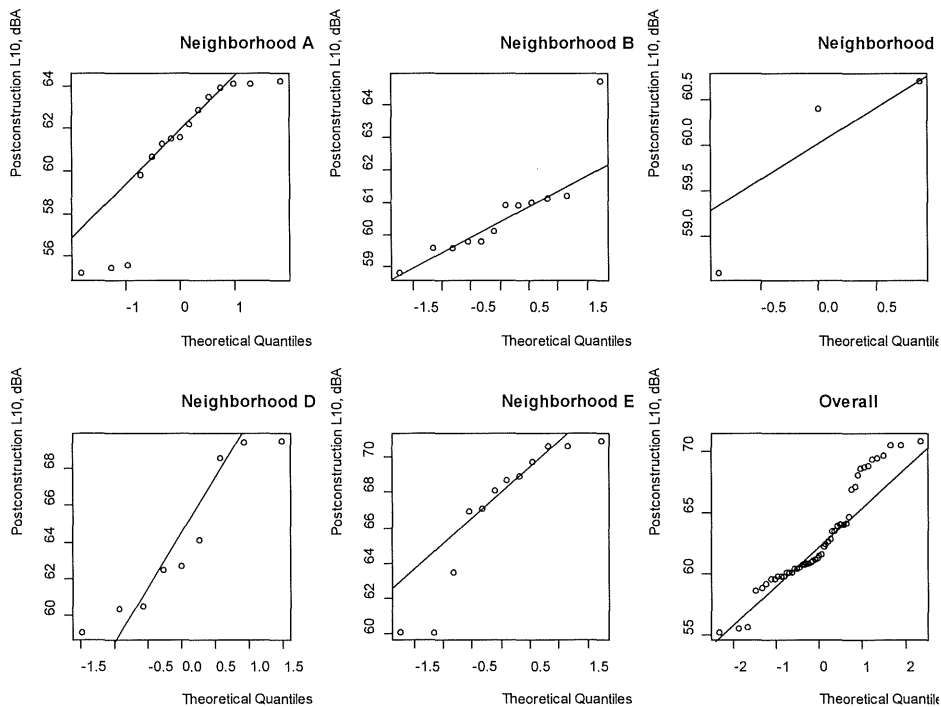 Neighborhood A
Postconstruction L10, dBA
56 58 60 62 64
-1 0 1
Theoretical Quantiles
Neighborhood B
Postconstruction L10, dBA
59 60 61 62 63 64
-1.5 -0.5 0.5 1.5
Theoretical Quantiles
Neighborhood
Postconstruction L10, dBA
59.0 59.5 60.0 60.5
-0.5 0.0 0.5
Theoretical Quantile
Neighborhood D
Postconstruction L10, dBA
60 62 64 66 68
-1.5 -0.5 0.5 1.0 1.5
Theoretical Quantiles
Neighborhood E
Postconstruction L10, dBA
60 62 64 66 68 70
-1.5 -0.5 0.5 1.5
Theoretical Quantiles
Overall
Postconstruction L10, dBA
55 60 65 70
-2 -1 0 1 2
Theoretical Quantiles